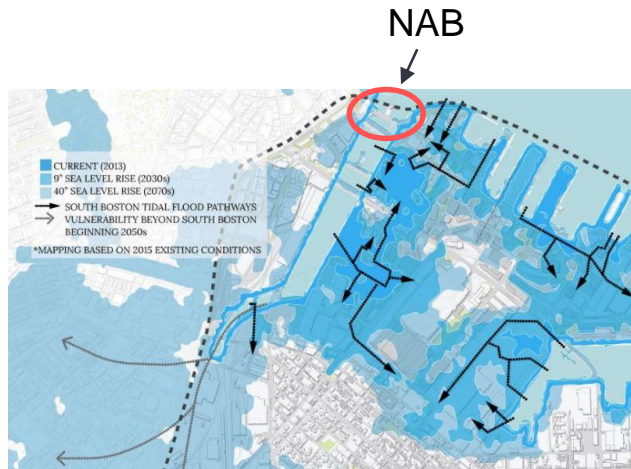 NAB
CURRENT (2013)
9" SEA LEVEL RISE (2030s)
40" SEA LEVEL RISE (2070s)
SOUTH BOSTON TIDAL FLOOD PATHWAYS
VULNERABILITY BEYOND SOUTH BOSTON
BEGINNING 2050s
*MAPPING BASED ON 2015 EXISTING CONDITIONS